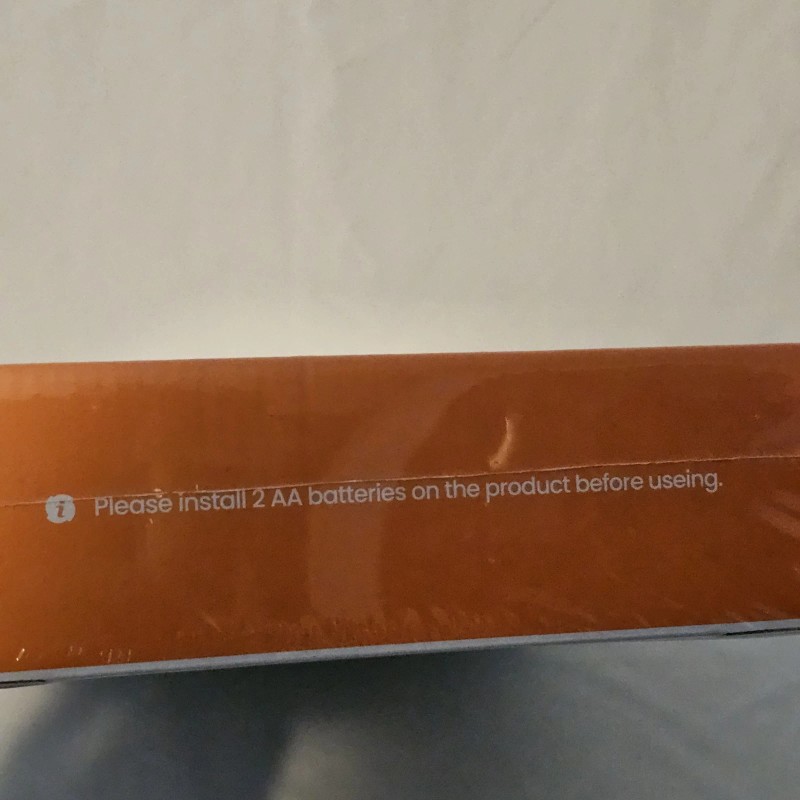 i Please install 2 AA batteries on the product before useing.